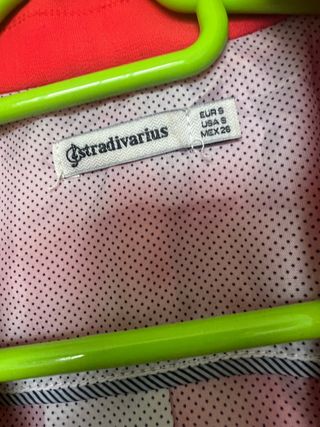 stradivarius
EUR S
USA S
MEX 26